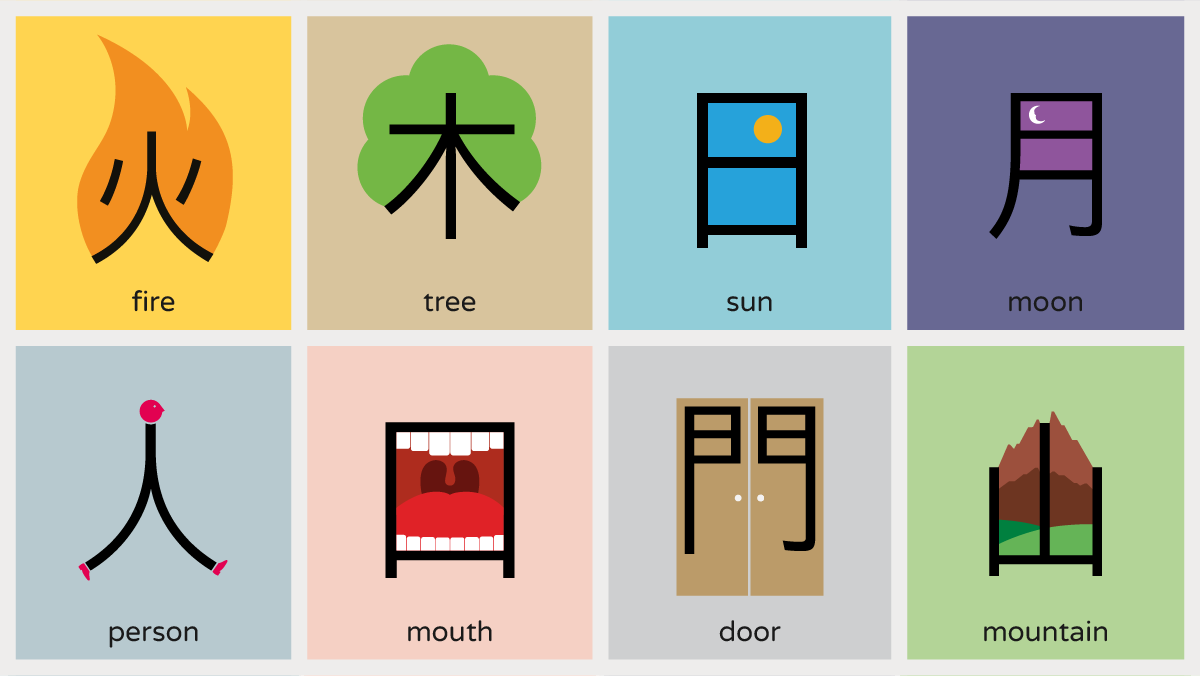 火
fire
木
tree
日
sun
月
moon
人
person
口
mouth
門
door
山
mountain